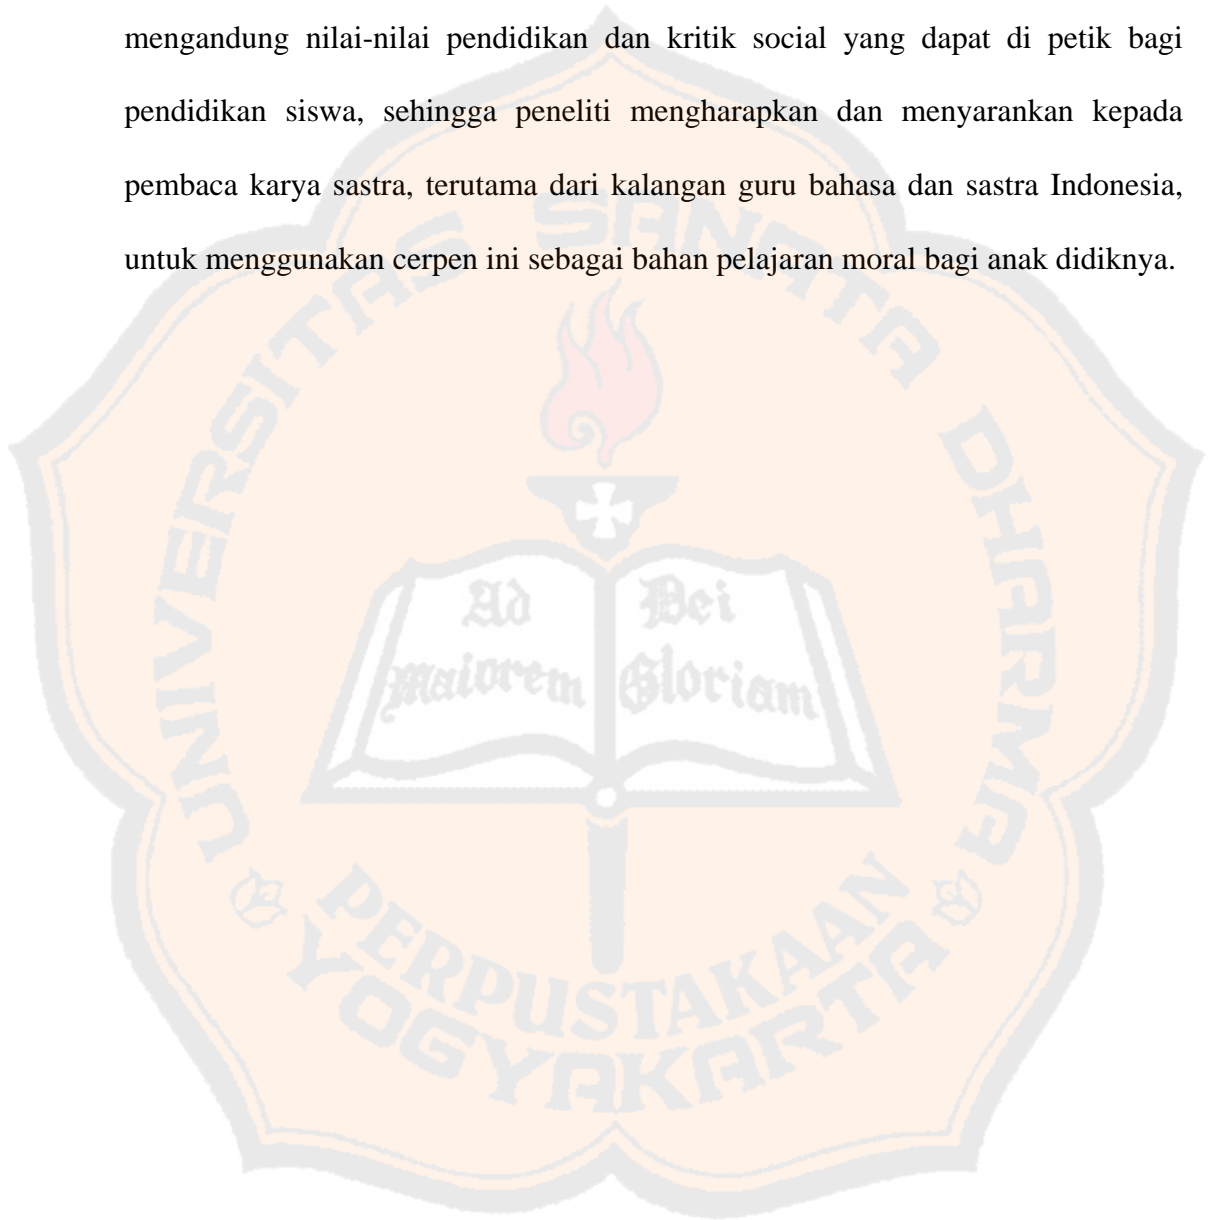 mengandung nilai-nilai pendidikan dan kritik social yang dapat di petik bagi
pendidikan siswa, sehingga peneliti mengharapkan dan menyarankan kepada
pembaca karya sastra, terutama dari kalangan guru bahasa dan sastra Indonesia,
untuk menggunakan cerpen ini sebagai bahan pelajaran moral bagi anak didiknya.
UNIVERSITAS SANATA DHARMA
Ad Dei
Maiorem Gloriam
PERPUSTAKAAN
YOGYAKARTA